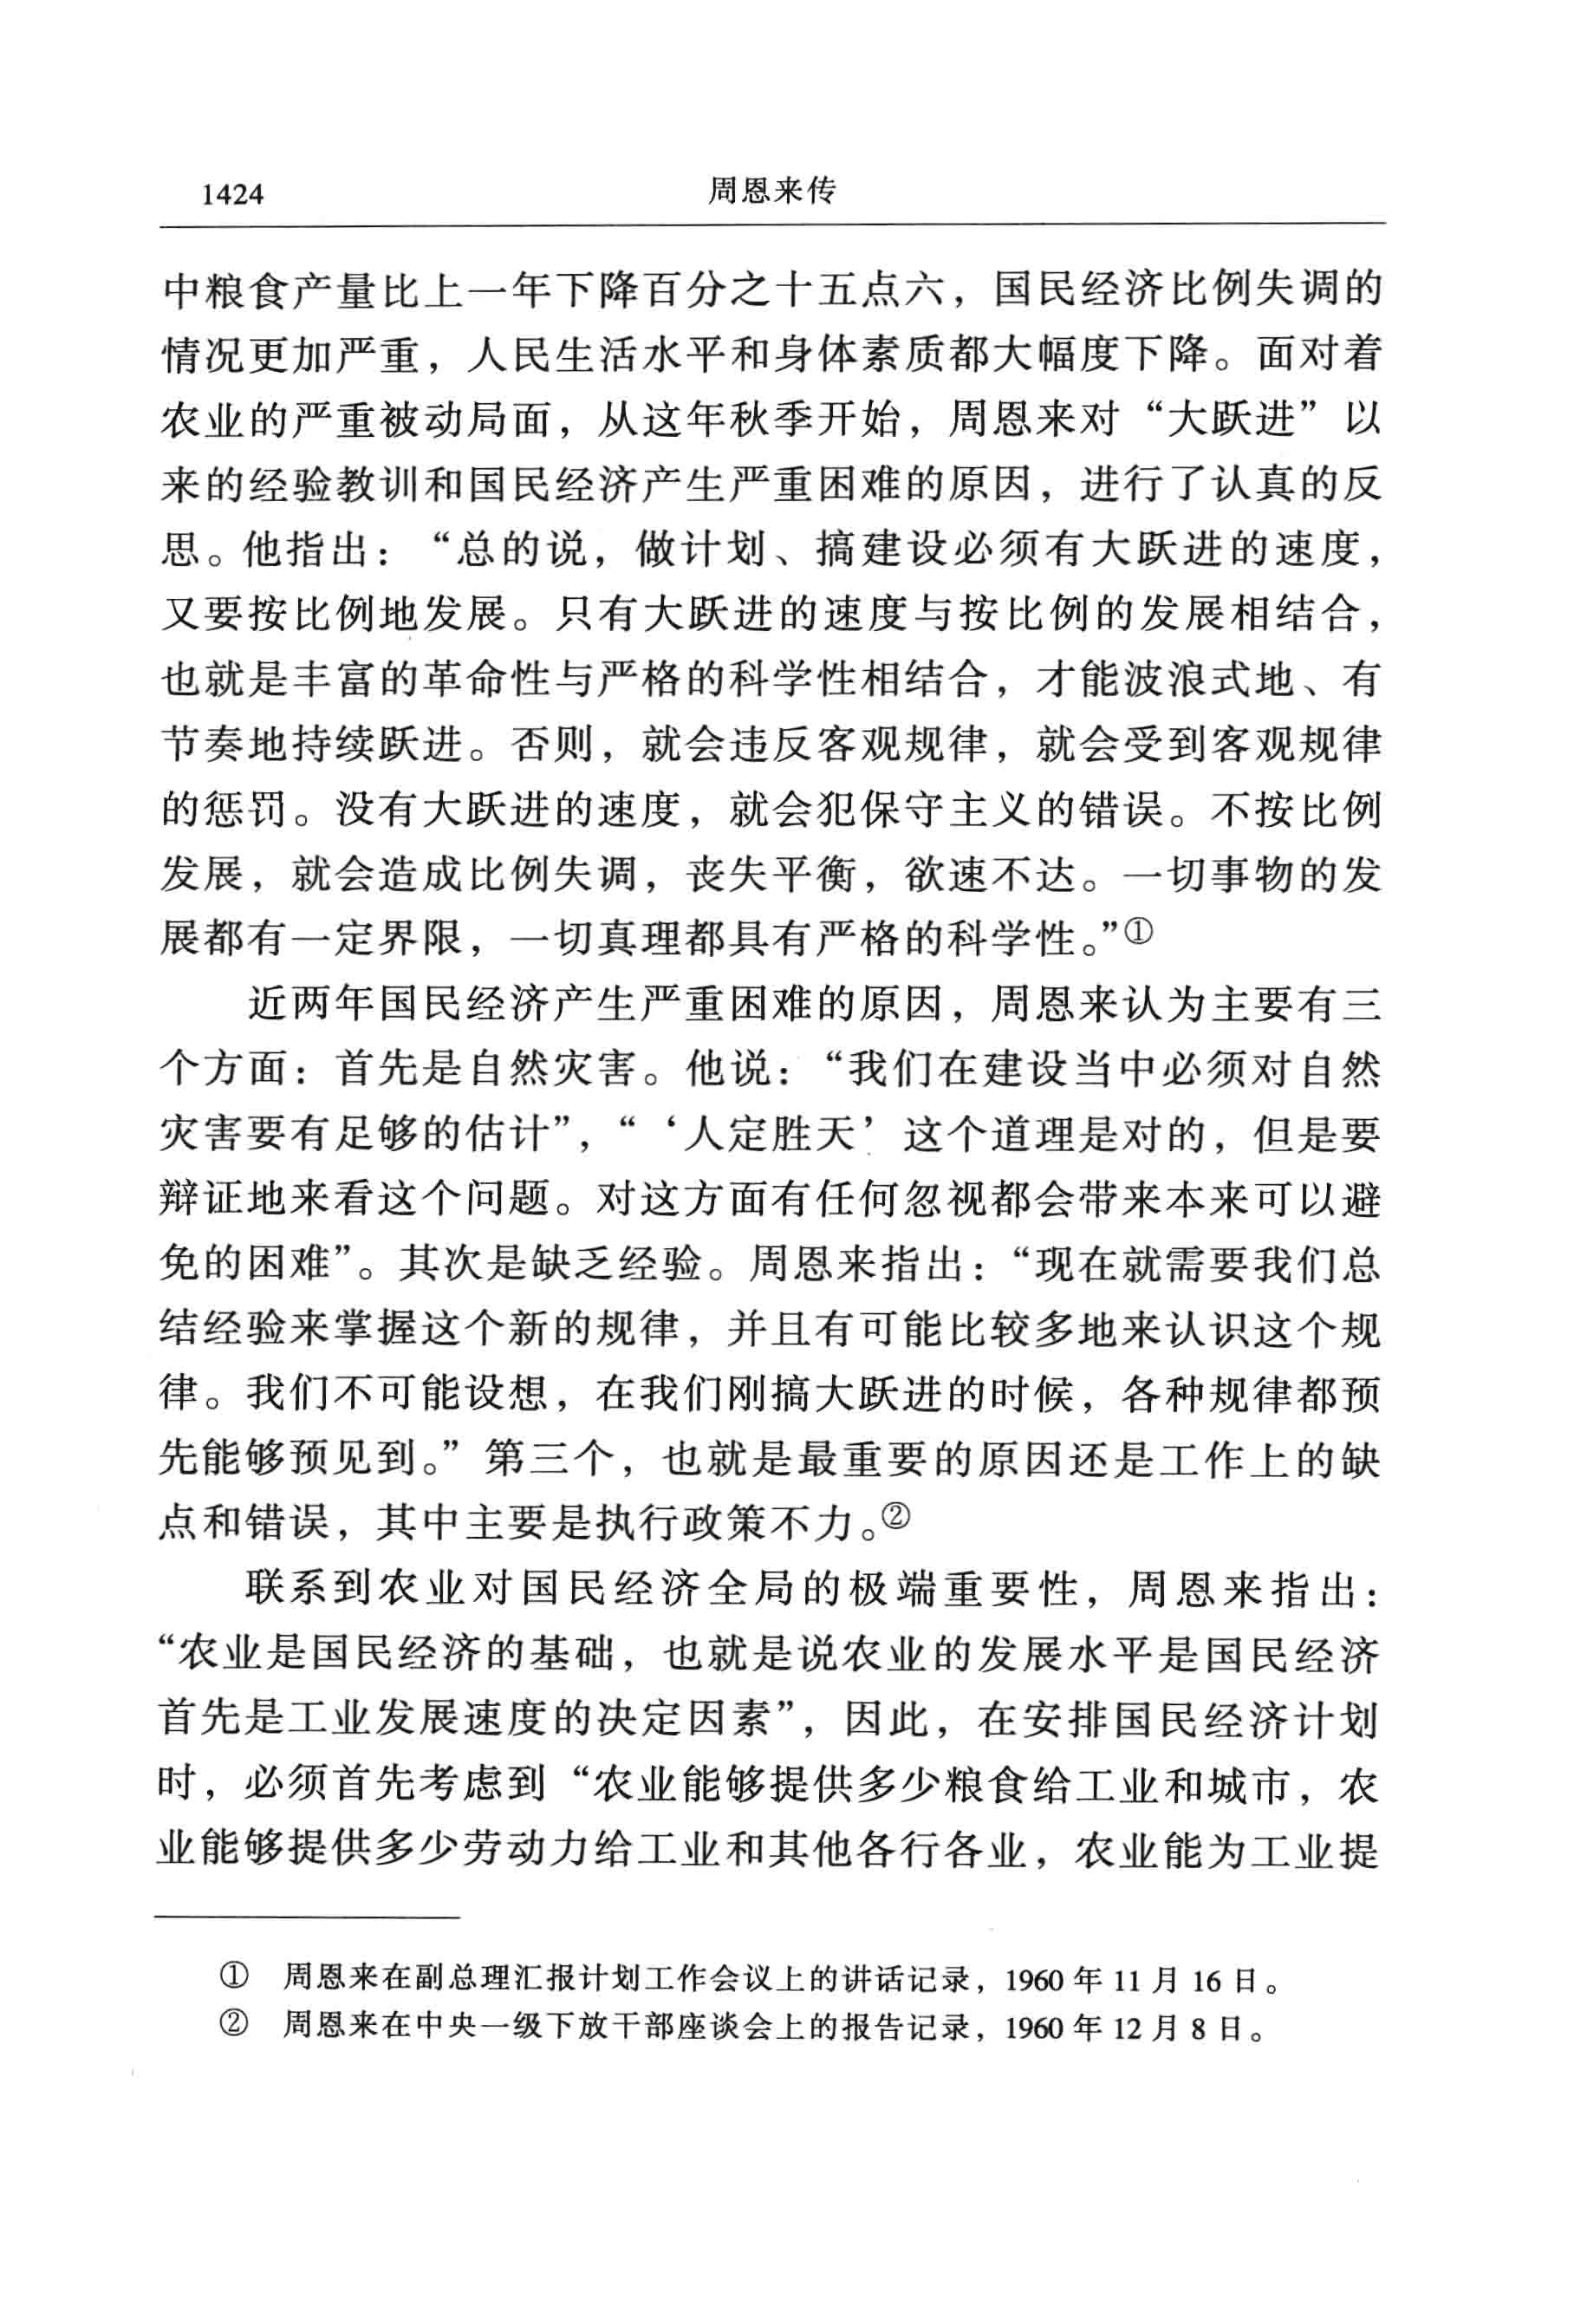 1424 周恩来传
中粮食产量比上一年下降百分之十五点六，国民经济比例失调的
情况更加严重，人民生活水平和身体素质都大幅度下降。面对着
农业的严重被动局面，从这年秋季开始，周恩来对“大跃进”以
来的经验教训和国民经济产生严重困难的原因，进行了认真的反
思。他指出：“总的说，做计划、搞建设必须有大跃进的速度，
又要按比例地发展。只有大跃进的速度与按比例的发展相结合，
也就是丰富的革命性与严格的科学性相结合，才能波浪式地、有
节奏地持续跃进。否则，就会违反客观规律，就会受到客观规律
的惩罚。没有大跃进的速度，就会犯保守主义的错误。不按比例
发展，就会造成比例失调，丧失平衡，欲速不达。一切事物的发
展都有一定界限，一切真理都具有严格的科学性。”①
近两年国民经济产生严重困难的原因，周恩来认为主要有三
个方面：首先是自然灾害。他说：“我们在建设当中必须对自然
灾害要有足够的估计”，“‘人定胜天’这个道理是对的，但是要
辩证地来看这个问题。对这方面有任何忽视都会带来本来可以避
免的困难”。其次是缺乏经验。周恩来指出：“现在就需要我们总
结经验来掌握这个新的规律，并且有可能比较多地来认识这个规
律。我们不可能设想，在我们刚搞大跃进的时候，各种规律都预
先能够预见到。”第三个，也就是最重要的原因还是工作上的缺
点和错误，其中主要是执行政策不力。②
联系到农业对国民经济全局的极端重要性，周恩来指出：
“农业是国民经济的基础，也就是说农业的发展水平是国民经济
首先是工业发展速度的决定因素”，因此，在安排国民经济计划
时，必须首先考虑到“农业能够提供多少粮食给工业和城市，农
业能够提供多少劳动力给工业和其他各行各业，农业能为工业提
① 周恩来在副总理汇报计划工作会议上的讲话记录，1960 年 11 月 16 日。
② 周恩来在中央一级下放干部座谈会上的报告记录，1960 年 12 月 8 日。